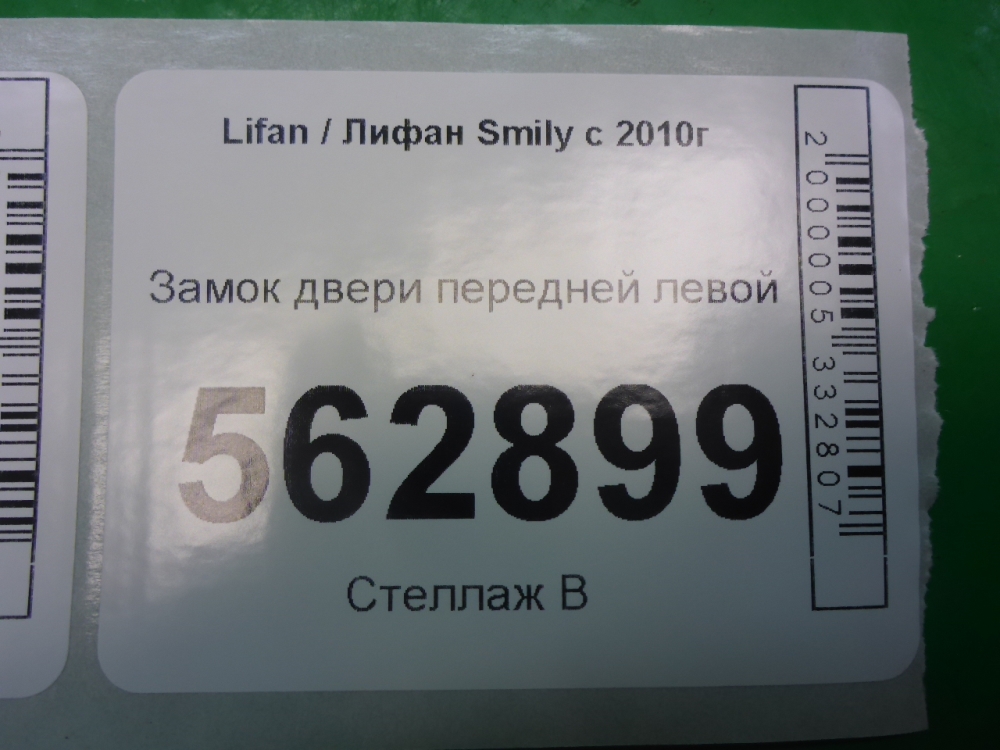 Lifan / Лифан Smily с 2010г
Замок двери передней левой
562899
Стеллаж В
2000005332807